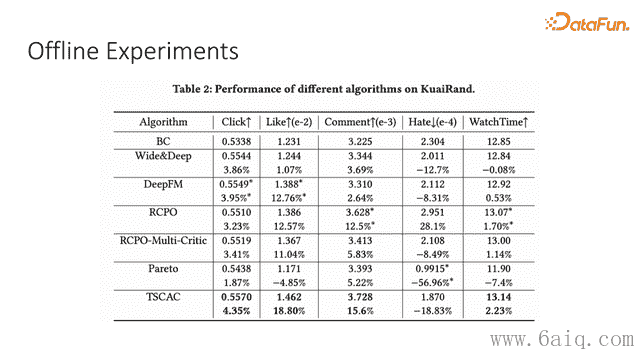 DataFun.
Offline Experiments
Table 2: Performance of different algorithms on KuaiRand.
Algorithm Click↑ Like↑(e-2) Comment↑(e-3) Hate↓(e-4) WatchTime↑
BC 0.5338 1.231 3.225 2.304 12.85
Wide&Deep 0.5544 1.244 3.344 2.011 12.84
3.86% 1.07% 3.69% −12.7% −0.08%
DeepFM 0.5549* 1.388* 3.310 2.112 12.92
3.95%* 12.76%* 2.64% −8.31% 0.53%
RCPO 0.5510 1.386 3.628* 2.951 13.07*
3.23% 12.57% 12.5%* 28.1% 1.70%*
RCPO-Multi-Critic 0.5519 1.367 3.413 2.108 13.00
3.41% 11.04% 5.83% −8.49% 1.14%
Pareto 0.5438 1.171 3.393 0.9915* 11.90
1.87% −4.85% 5.22% −56.96%* −7.4%
TSCAC 0.5570 1.462 3.728 1.870 13.14
4.35% 18.80% 15.6% −18.83% 2.23%
www.6aiq.com